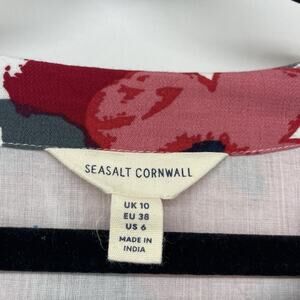 SEASALT CORNWALL
UK 10
EU 38
US 6
MADE IN
INDIA